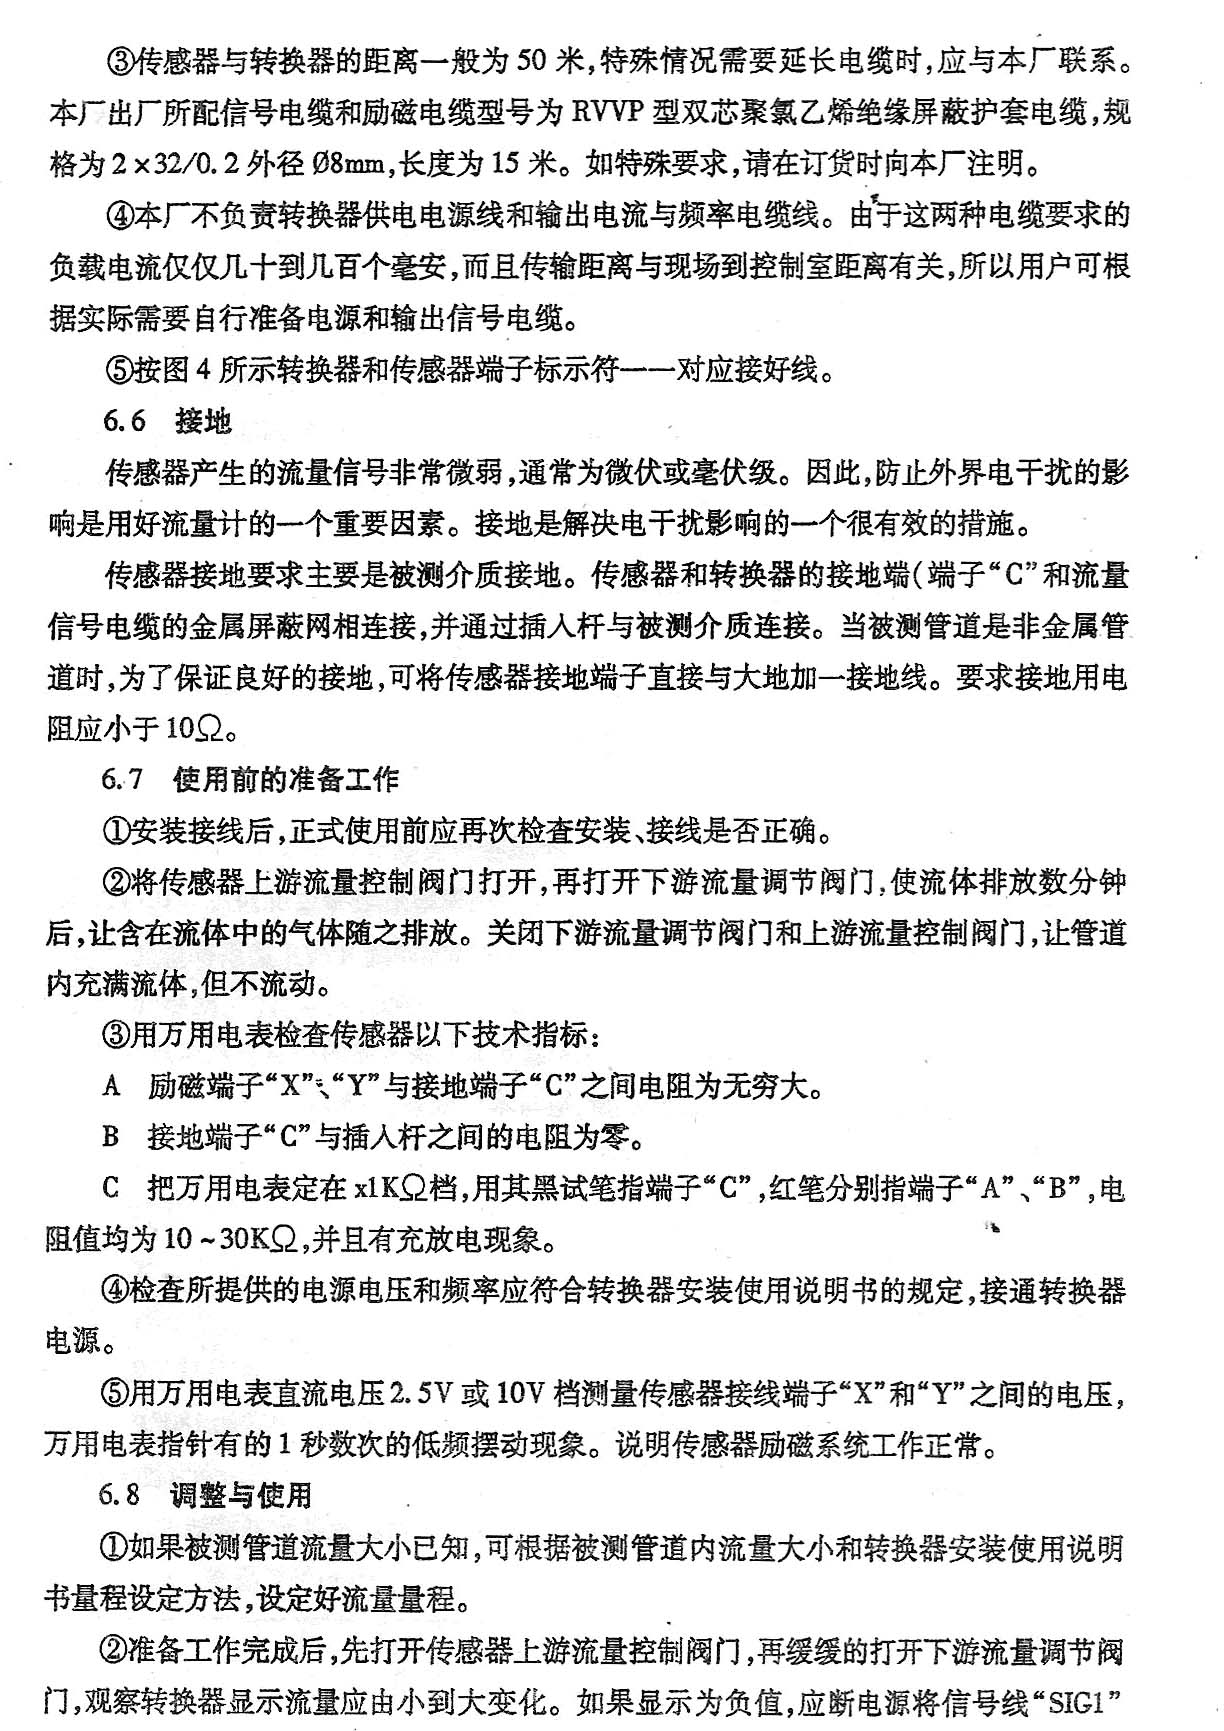 ③传感器与转换器的距离一般为50米,特殊情况需要延长电缆时,应与本厂联系。
本厂出厂所配信号电缆和励磁电缆型号为RVVP型双芯聚氯乙烯绝缘屏蔽护套电缆,规
格为2×32/0.2外径Ø8mm,长度为15米。如特殊要求,请在订货时向本厂注明。
④本厂不负责转换器供电电源线和输出电流与频率电缆线。由于这两种电缆要求的
负载电流仅仅几十到几百个毫安,而且传输距离与现场到控制室距离有关,所以用户可根
据实际需要自行准备电源和输出信号电缆。
⑤按图4所示转换器和传感器端子标示符一一对应接好线。
6.6 接地
传感器产生的流量信号非常微弱,通常为微伏或毫伏级。因此,防止外界电干扰的影
响是用好流量计的一个重要因素。接地是解决电干扰影响的一个很有效的措施。
传感器接地要求主要是被测介质接地。传感器和转换器的接地端(端子“C”和流量
信号电缆的金属屏蔽网相连接,并通过插入杆与被测介质连接。当被测管道是非金属管
道时,为了保证良好的接地,可将传感器接地端子直接与大地加一接地线。要求接地用电
阻应小于10Ω。
6.7 使用前的准备工作
①安装接线后,正式使用前应再次检查安装、接线是否正确。
②将传感器上游流量控制阀门打开,再打开下游流量调节阀门,使流体排放数分钟
后,让含在流体中的气体随之排放。关闭下游流量调节阀门和上游流量控制阀门,让管道
内充满流体,但不流动。
③用万用电表检查传感器以下技术指标:
A 励磁端子“X”、“Y”与接地端子“C”之间电阻为无穷大。
B 接地端子“C”与插入杆之间的电阻为零。
C 把万用电表定在x1KΩ档,用其黑试笔指端子“C”,红笔分别指端子“A”、“B”,电
阻值均为10~30KΩ,并且有充放电现象。
④检查所提供的电源电压和频率应符合转换器安装使用说明书的规定,接通转换器
电源。
⑤用万用电表直流电压2.5V或10V档测量传感器接线端子“X”和“Y”之间的电压,
万用电表指针有的1秒数次的低频摆动现象。说明传感器励磁系统工作正常。
6.8 调整与使用
①如果被测管道流量大小已知,可根据被测管道内流量大小和转换器安装使用说明
书量程设定方法,设定好流量量程。
②准备工作完成后,先打开传感器上游流量控制阀门,再缓缓的打开下游流量调节阀
门,观察转换器显示流量应由小到大变化。如果显示为负值,应断电源将信号线“SIG1”